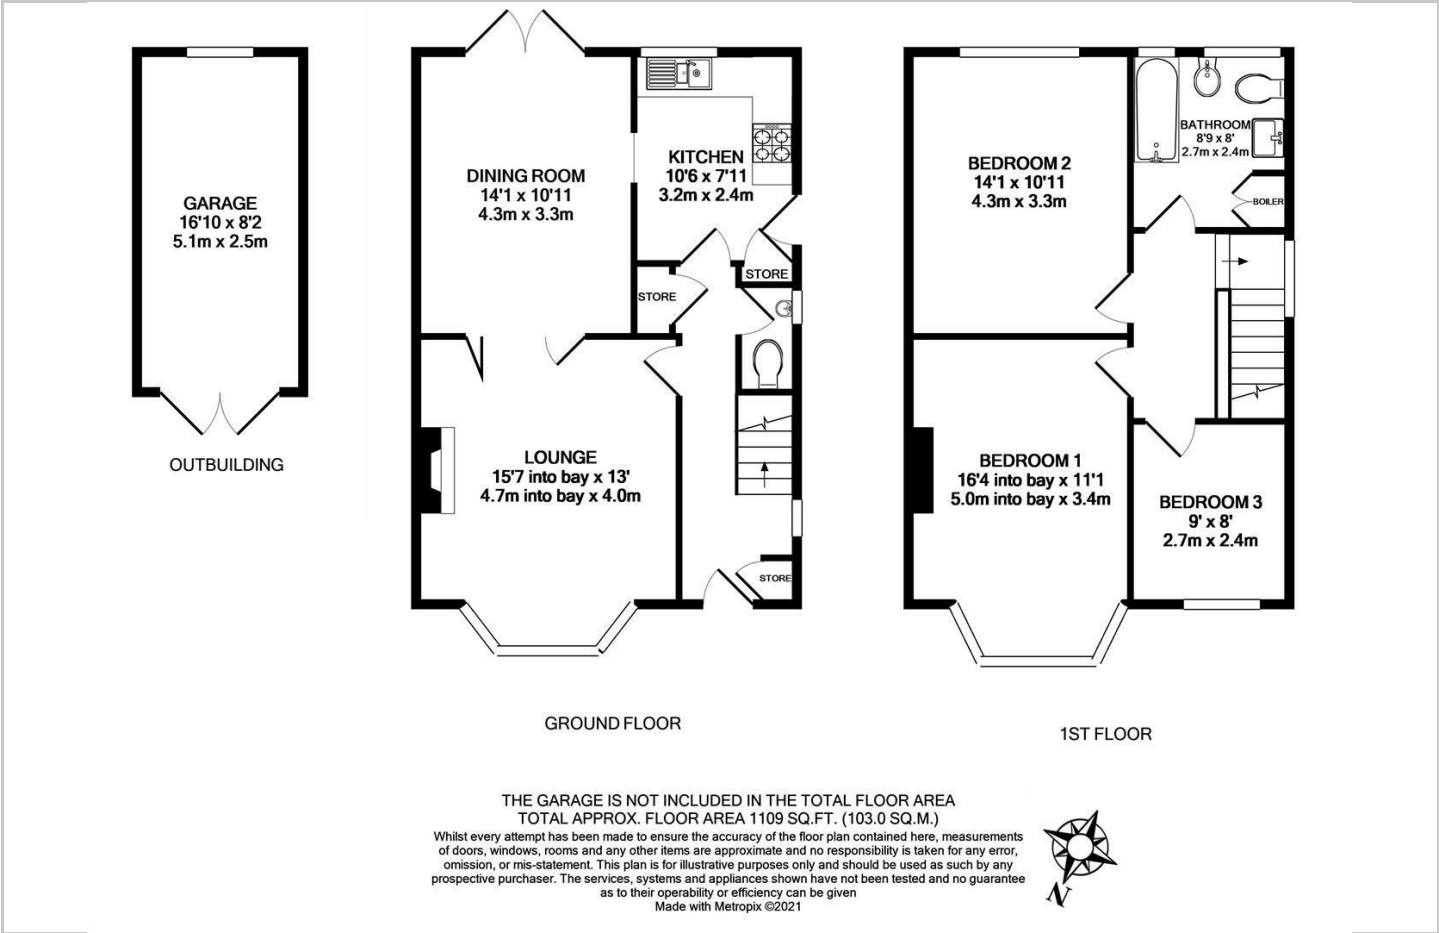 GARAGE
16'10 x 8'2
5.1m x 2.5m
OUTBUILDING
DINING ROOM
14'1 x 10'11
4.3m x 3.3m
KITCHEN
10'6 x 7'11
3.2m x 2.4m
STORE
STORE
LOUNGE
15'7 into bay x 13'
4.7m into bay x 4.0m
STORE
GROUND FLOOR
BEDROOM 2
14'1 x 10'11
4.3m x 3.3m
BATHROOM
8'9 x 8'
2.7m x 2.4m
BOILER
BEDROOM 1
16'4 into bay x 11'1
5.0m into bay x 3.4m
BEDROOM 3
9' x 8'
2.7m x 2.4m
1ST FLOOR
THE GARAGE IS NOT INCLUDED IN THE TOTAL FLOOR AREA
TOTAL APPROX. FLOOR AREA 1109 SQ.FT. (103.0 SQ.M.)
Whilst every attempt has been made to ensure the accuracy of the floor plan contained here, measurements
of doors, windows, rooms and any other items are approximate and no responsibility is taken for any error,
omission, or mis-statement. This plan is for illustrative purposes only and should be used as such by any
prospective purchaser. The services, systems and appliances shown have not been tested and no guarantee
as to their operability or efficiency can be given
Made with Metropix ©2021
N